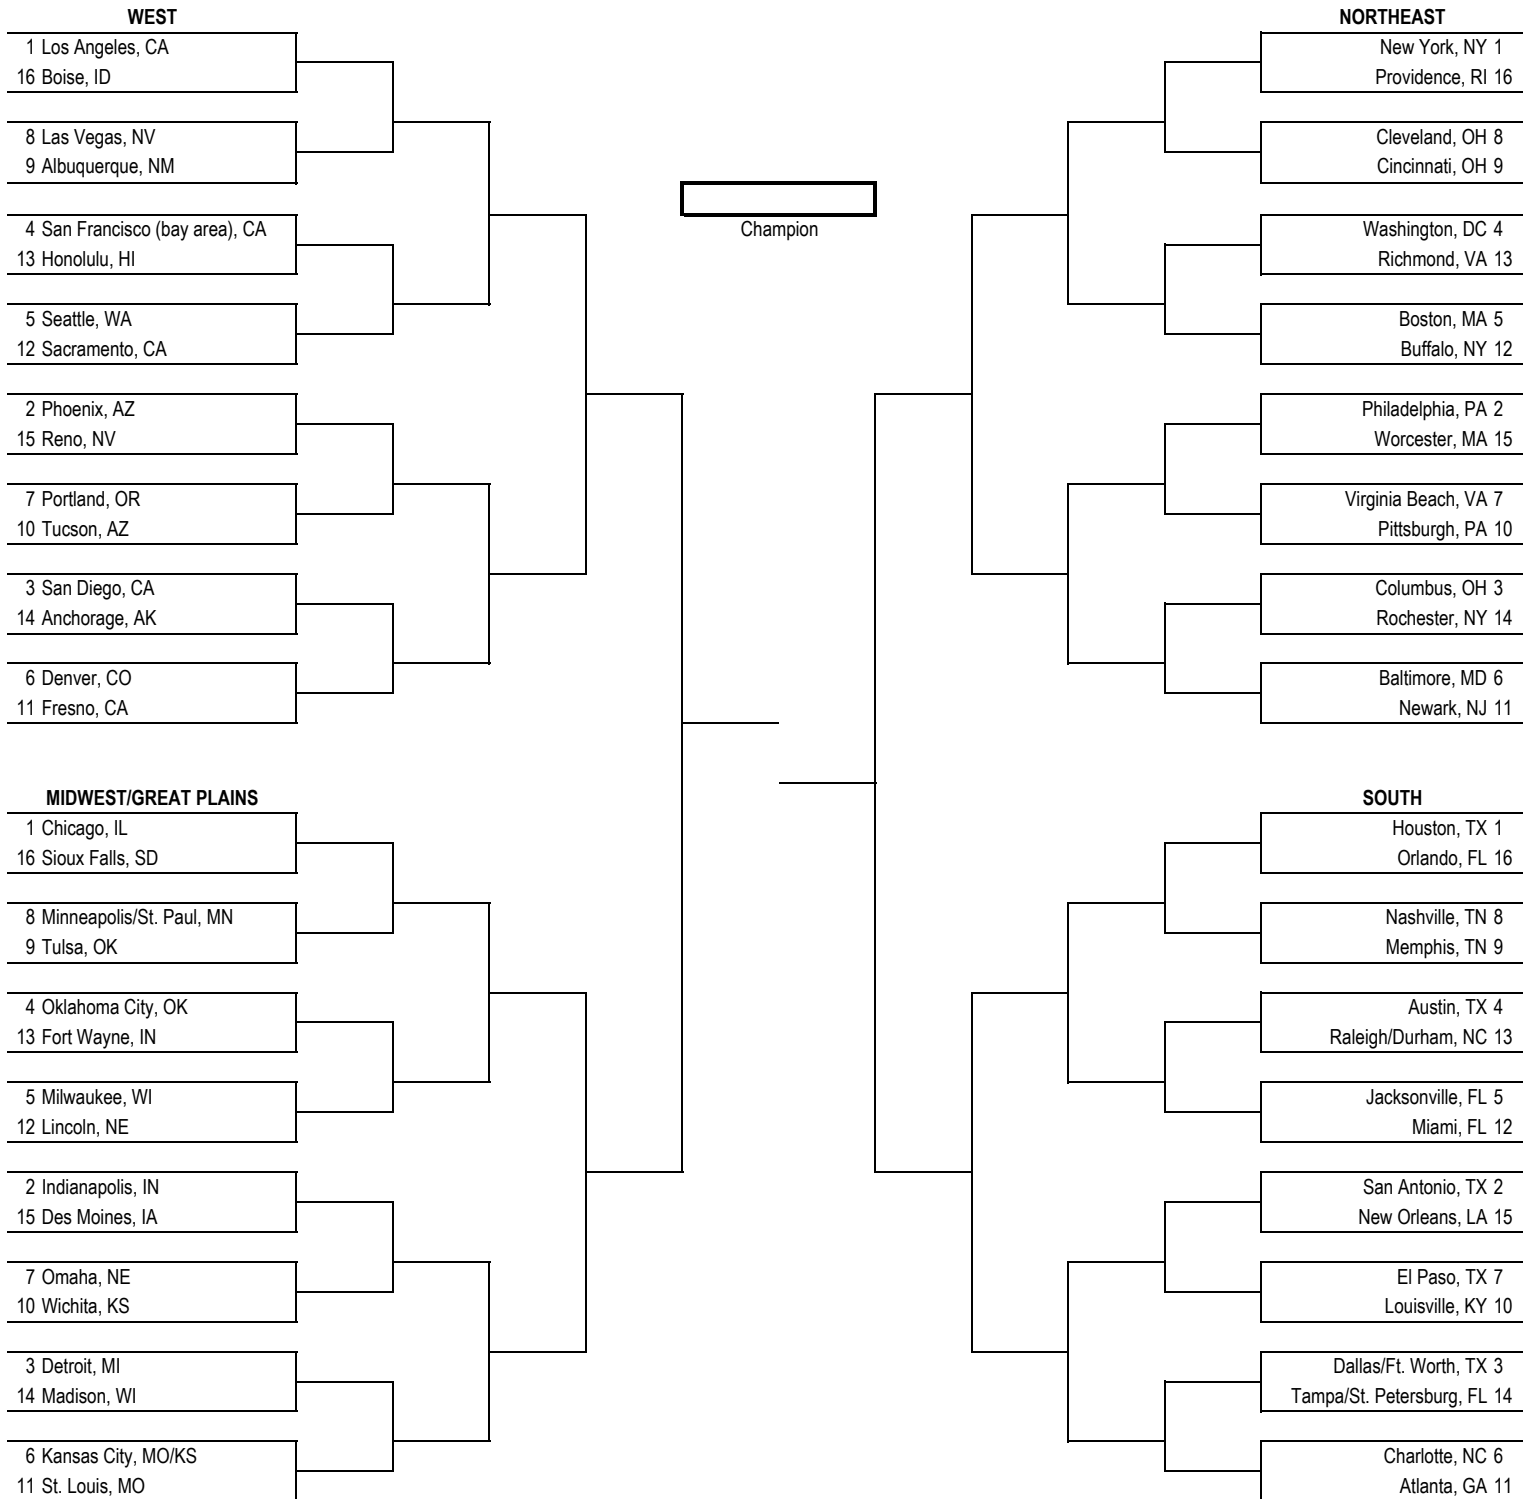 WEST
1 Los Angeles, CA
16 Boise, ID
8 Las Vegas, NV
9 Albuquerque, NM
4 San Francisco (bay area), CA
13 Honolulu, HI
5 Seattle, WA
12 Sacramento, CA
2 Phoenix, AZ
15 Reno, NV
7 Portland, OR
10 Tucson, AZ
3 San Diego, CA
14 Anchorage, AK
6 Denver, CO
11 Fresno, CA
MIDWEST/GREAT PLAINS
1 Chicago, IL
16 Sioux Falls, SD
8 Minneapolis/St. Paul, MN
9 Tulsa, OK
4 Oklahoma City, OK
13 Fort Wayne, IN
5 Milwaukee, WI
12 Lincoln, NE
2 Indianapolis, IN
15 Des Moines, IA
7 Omaha, NE
10 Wichita, KS
3 Detroit, MI
14 Madison, WI
6 Kansas City, MO/KS
11 St. Louis, MO
Champion
NORTHEAST
New York, NY 1
Providence, RI 16
Cleveland, OH 8
Cincinnati, OH 9
Washington, DC 4
Richmond, VA 13
Boston, MA 5
Buffalo, NY 12
Philadelphia, PA 2
Worcester, MA 15
Virginia Beach, VA 7
Pittsburgh, PA 10
Columbus, OH 3
Rochester, NY 14
Baltimore, MD 6
Newark, NJ 11
SOUTH
Houston, TX 1
Orlando, FL 16
Nashville, TN 8
Memphis, TN 9
Austin, TX 4
Raleigh/Durham, NC 13
Jacksonville, FL 5
Miami, FL 12
San Antonio, TX 2
New Orleans, LA 15
El Paso, TX 7
Louisville, KY 10
Dallas/Ft. Worth, TX 3
Tampa/St. Petersburg, FL 14
Charlotte, NC 6
Atlanta, GA 11